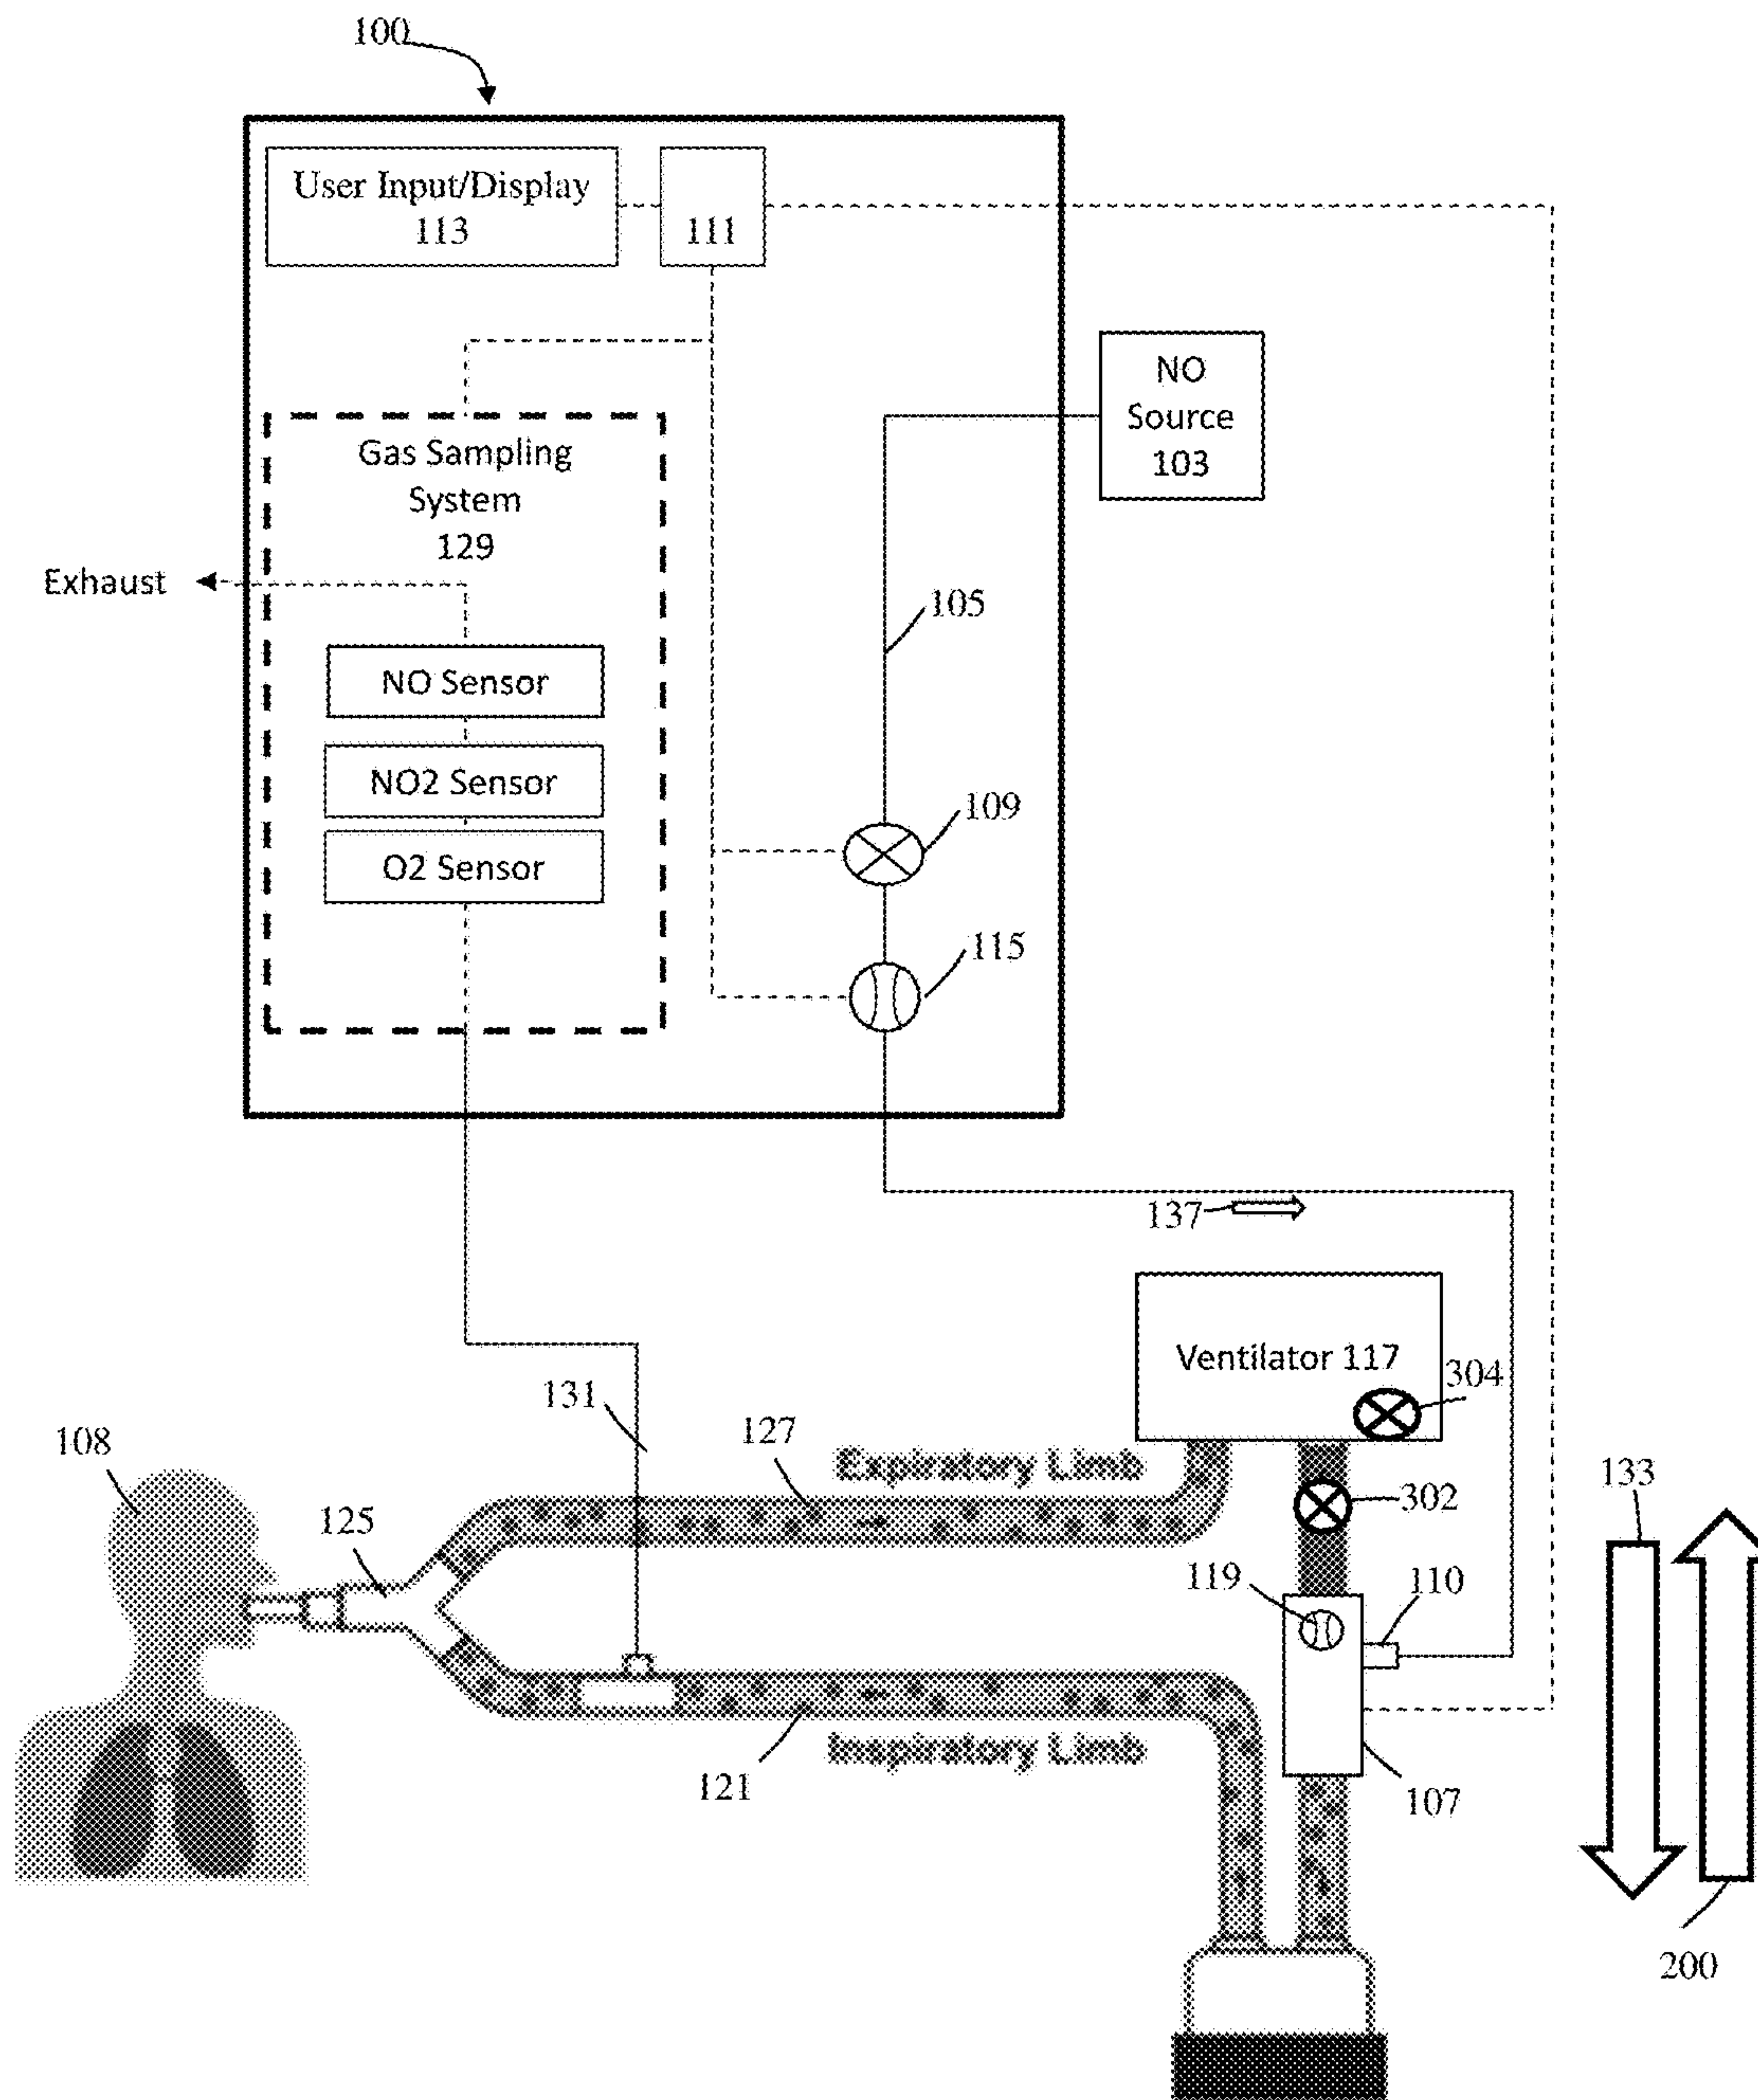 100
User Input/Display
113
111
NO
Source
103
Gas Sampling
System
129
Exhaust
105
NO Sensor
NO2 Sensor
109
O2 Sensor
115
137
Ventilator 117
304
131
127
Expiratory Limb
108
125
302
133
119
110
Inspiratory Limb
121
107
200